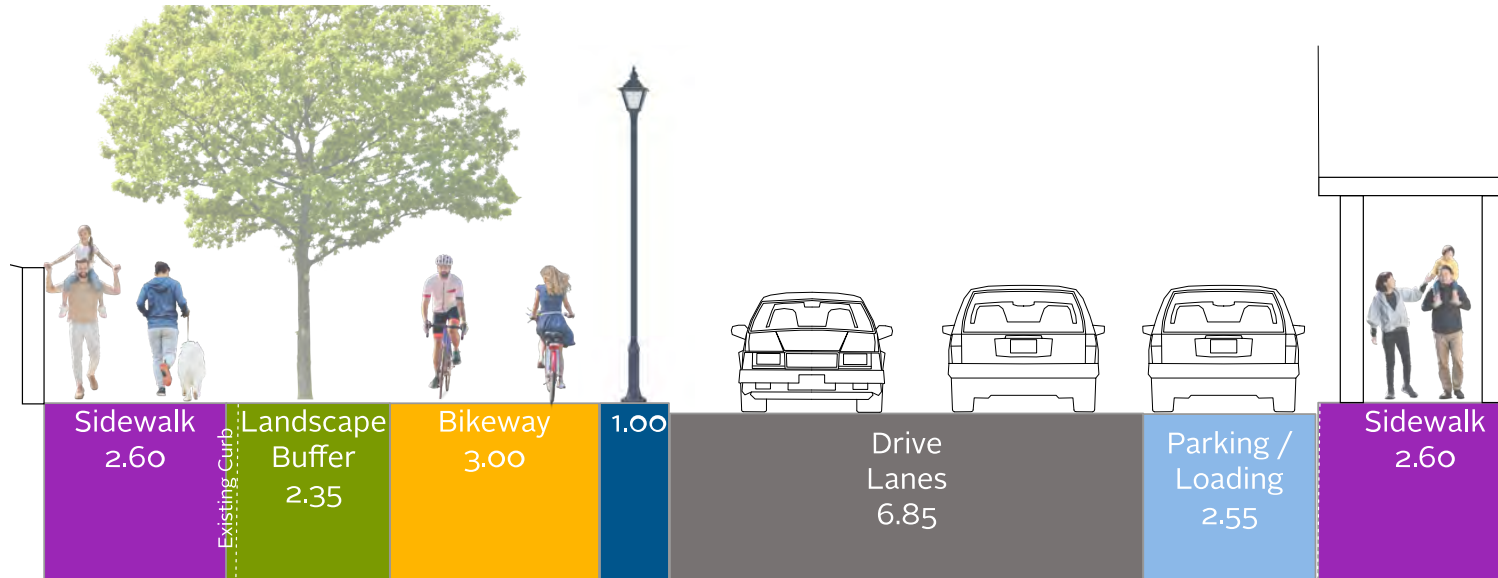 Sidewalk
2.60
Existing Curb
Landscape
Buffer
2.35
Bikeway
3.00
1.00
Drive
Lanes
6.85
Parking /
Loading
2.55
Sidewalk
2.60